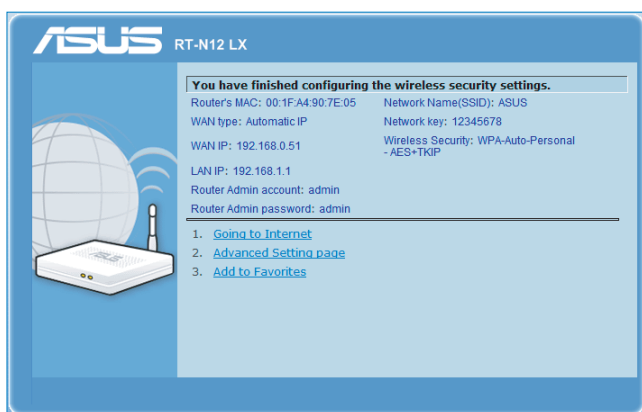 ASUS RT-N12 LX
You have finished configuring the wireless security settings.
Router's MAC: 00:1F:A4:90:7E:05
Network Name(SSID): ASUS
WAN type: Automatic IP
Network key: 12345678
WAN IP: 192.168.0.51
Wireless Security: WPA-Auto-Personal
- AES+TKIP
LAN IP: 192.168.1.1
Router Admin account: admin
Router Admin password: admin
1. Going to Internet
2. Advanced Setting page
3. Add to Favorites
ASUS